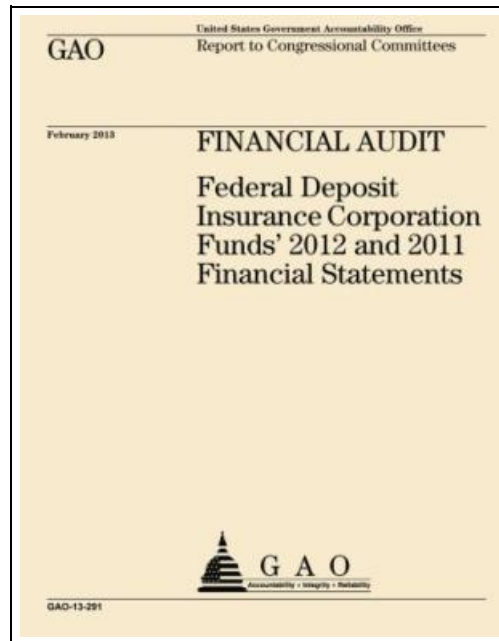 United States Government Accountability Office
GAO
Report to Congressional Committees
February 2013
FINANCIAL AUDIT
Federal Deposit
Insurance Corporation
Funds' 2012 and 2011
Financial Statements
G A O
Accountability • Integrity • Reliability
GAO-13-291